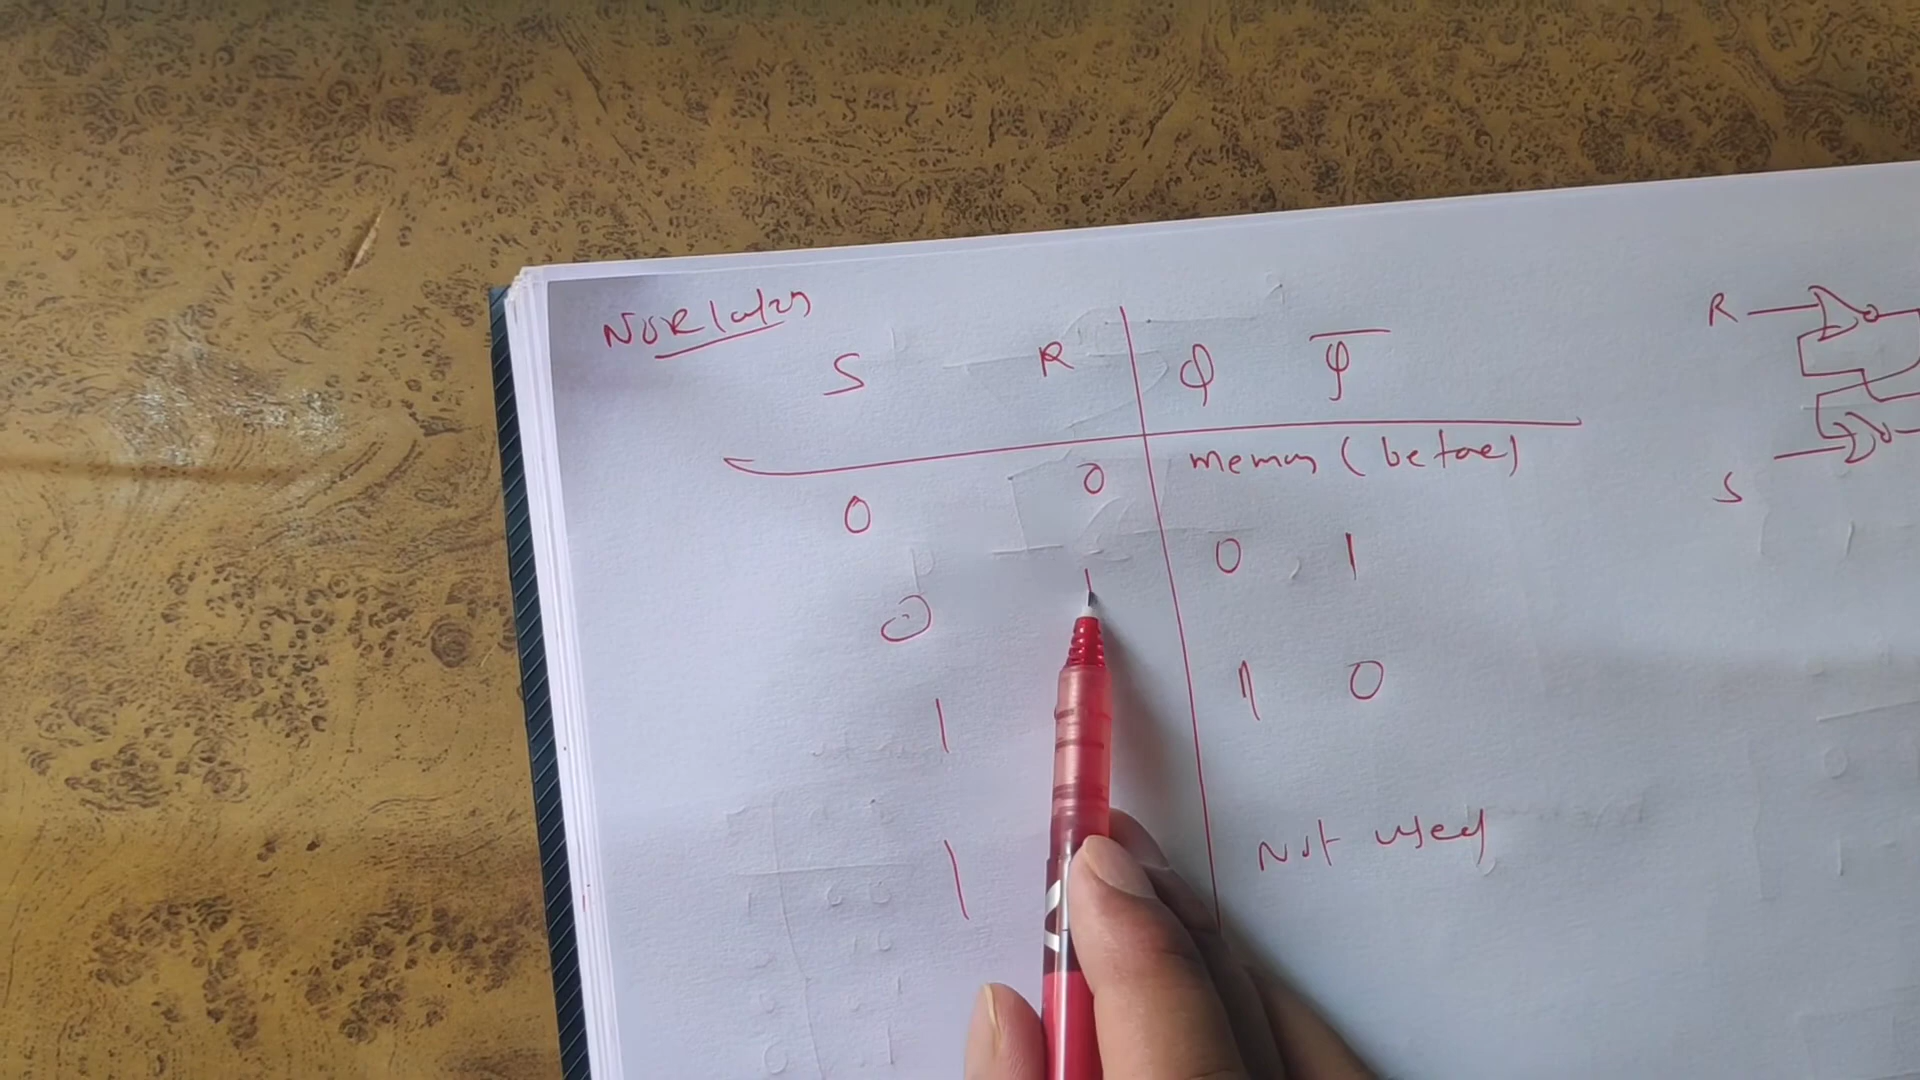 NOR latch
S R Q Q̅
0 0 memory (before)
0 1 0 , 1
1 1 0
1 Not used
R
S